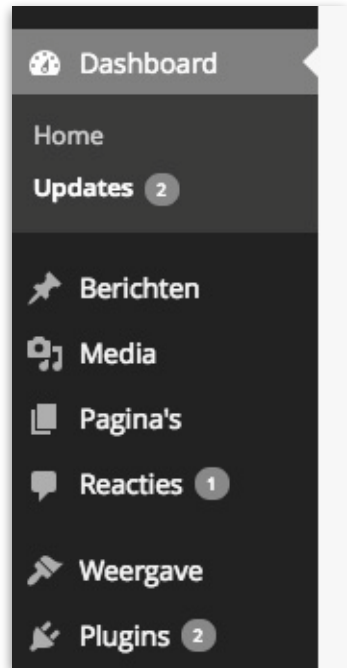 Dashboard
Home
Updates 2
Berichten
Media
Pagina's
Reacties 1
Weergave
Plugins 2